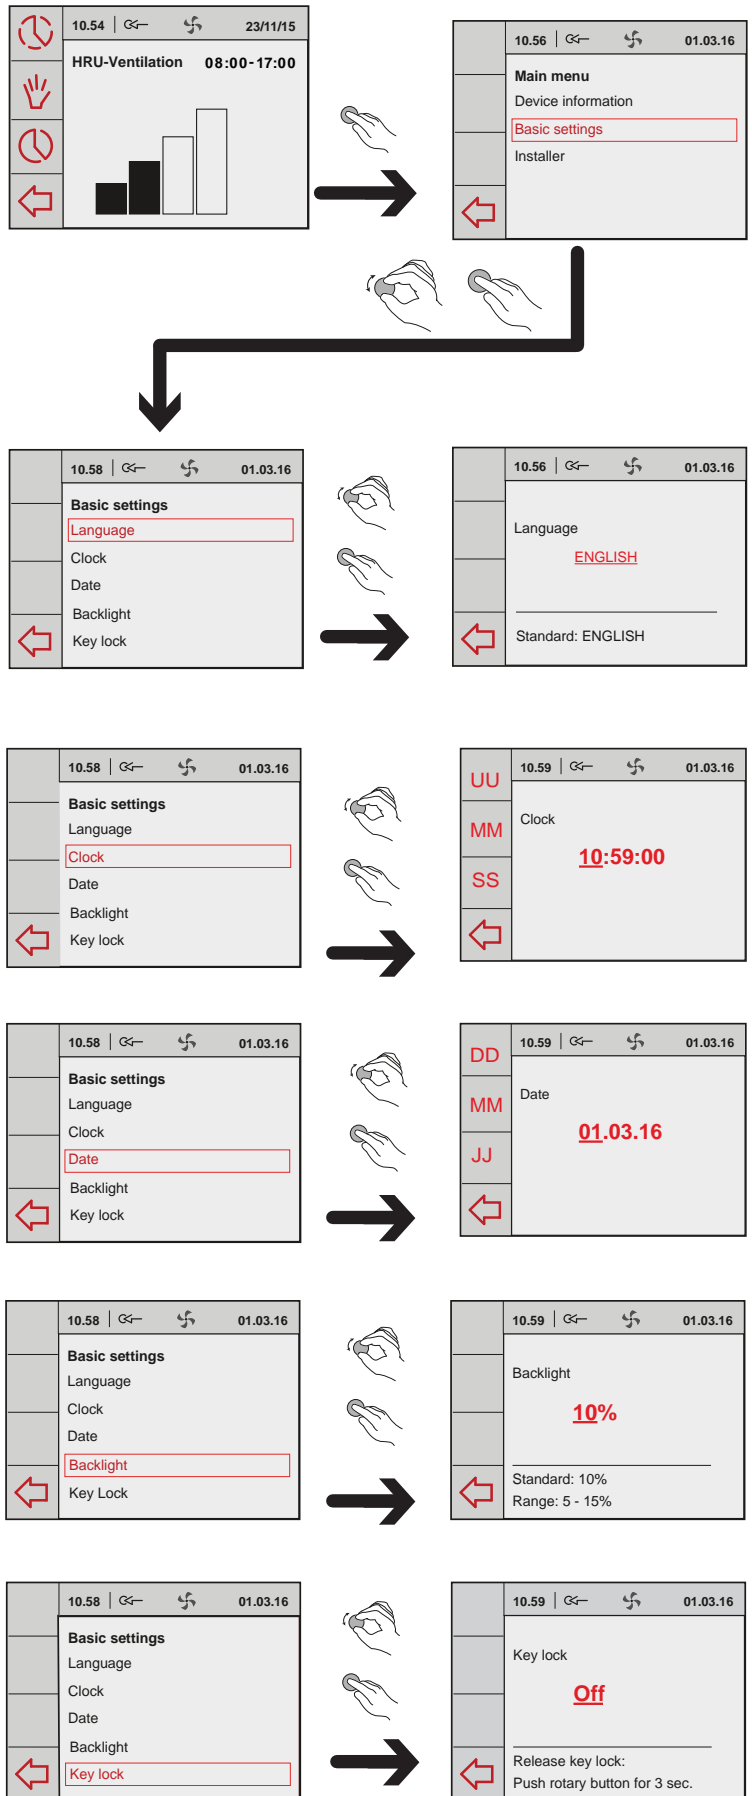 10.54
23/11/15
HRU-Ventilation 08:00-17:00
10.56
01.03.16
Main menu
Device information
Basic settings
Installer
10.58
01.03.16
Basic settings
Language
Clock
Date
Backlight
Key lock
10.56
01.03.16
Language
ENGLISH
Standard: ENGLISH
10.58
01.03.16
Basic settings
Language
Clock
Date
Backlight
Key lock
UU
MM
SS
10.59
01.03.16
Clock
10:59:00
10.58
01.03.16
Basic settings
Language
Clock
Date
Backlight
Key lock
DD
MM
JJ
10.59
01.03.16
Date
01.03.16
10.58
01.03.16
Basic settings
Language
Clock
Date
Backlight
Key Lock
10.59
01.03.16
Backlight
10%
Standard: 10%
Range: 5 - 15%
10.58
01.03.16
Basic settings
Language
Clock
Date
Backlight
Key lock
10.59
01.03.16
Key lock
Off
Release key lock:
Push rotary button for 3 sec.